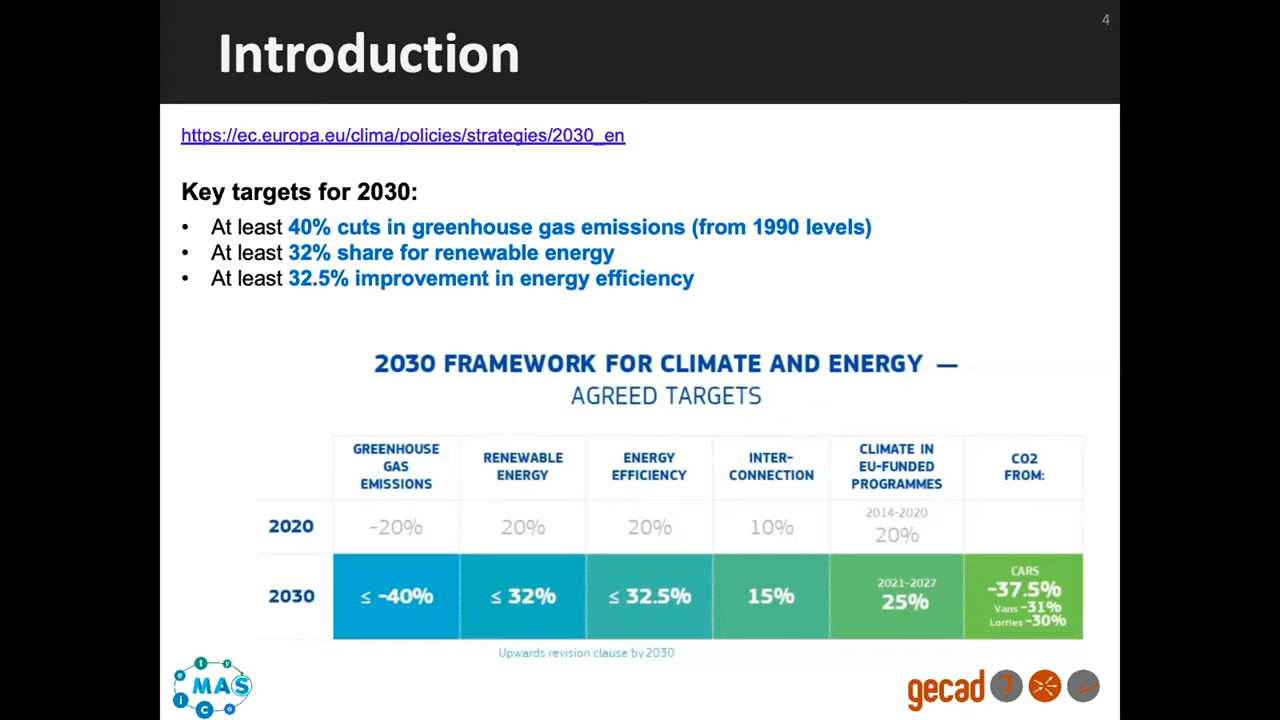 4
Introduction
https://ec.europa.eu/clima/policies/strategies/2030_en
Key targets for 2030:
• At least 40% cuts in greenhouse gas emissions (from 1990 levels)
• At least 32% share for renewable energy
• At least 32.5% improvement in energy efficiency
2030 FRAMEWORK FOR CLIMATE AND ENERGY —
AGREED TARGETS
GREENHOUSE
GAS
EMISSIONS
RENEWABLE
ENERGY
ENERGY
EFFICIENCY
INTER-
CONNECTION
CLIMATE IN
EU-FUNDED
PROGRAMMES
CO2
FROM:
2020
-20%
20%
20%
10%
2014-2020
20%
2030
≤ -40%
≤ 32%
≤ 32.5%
15%
2021-2027
25%
CARS
-37.5%
Vans -31%
Lorries -30%
Upwards revision clause by 2030
e t y
MAS
i c o
gecad